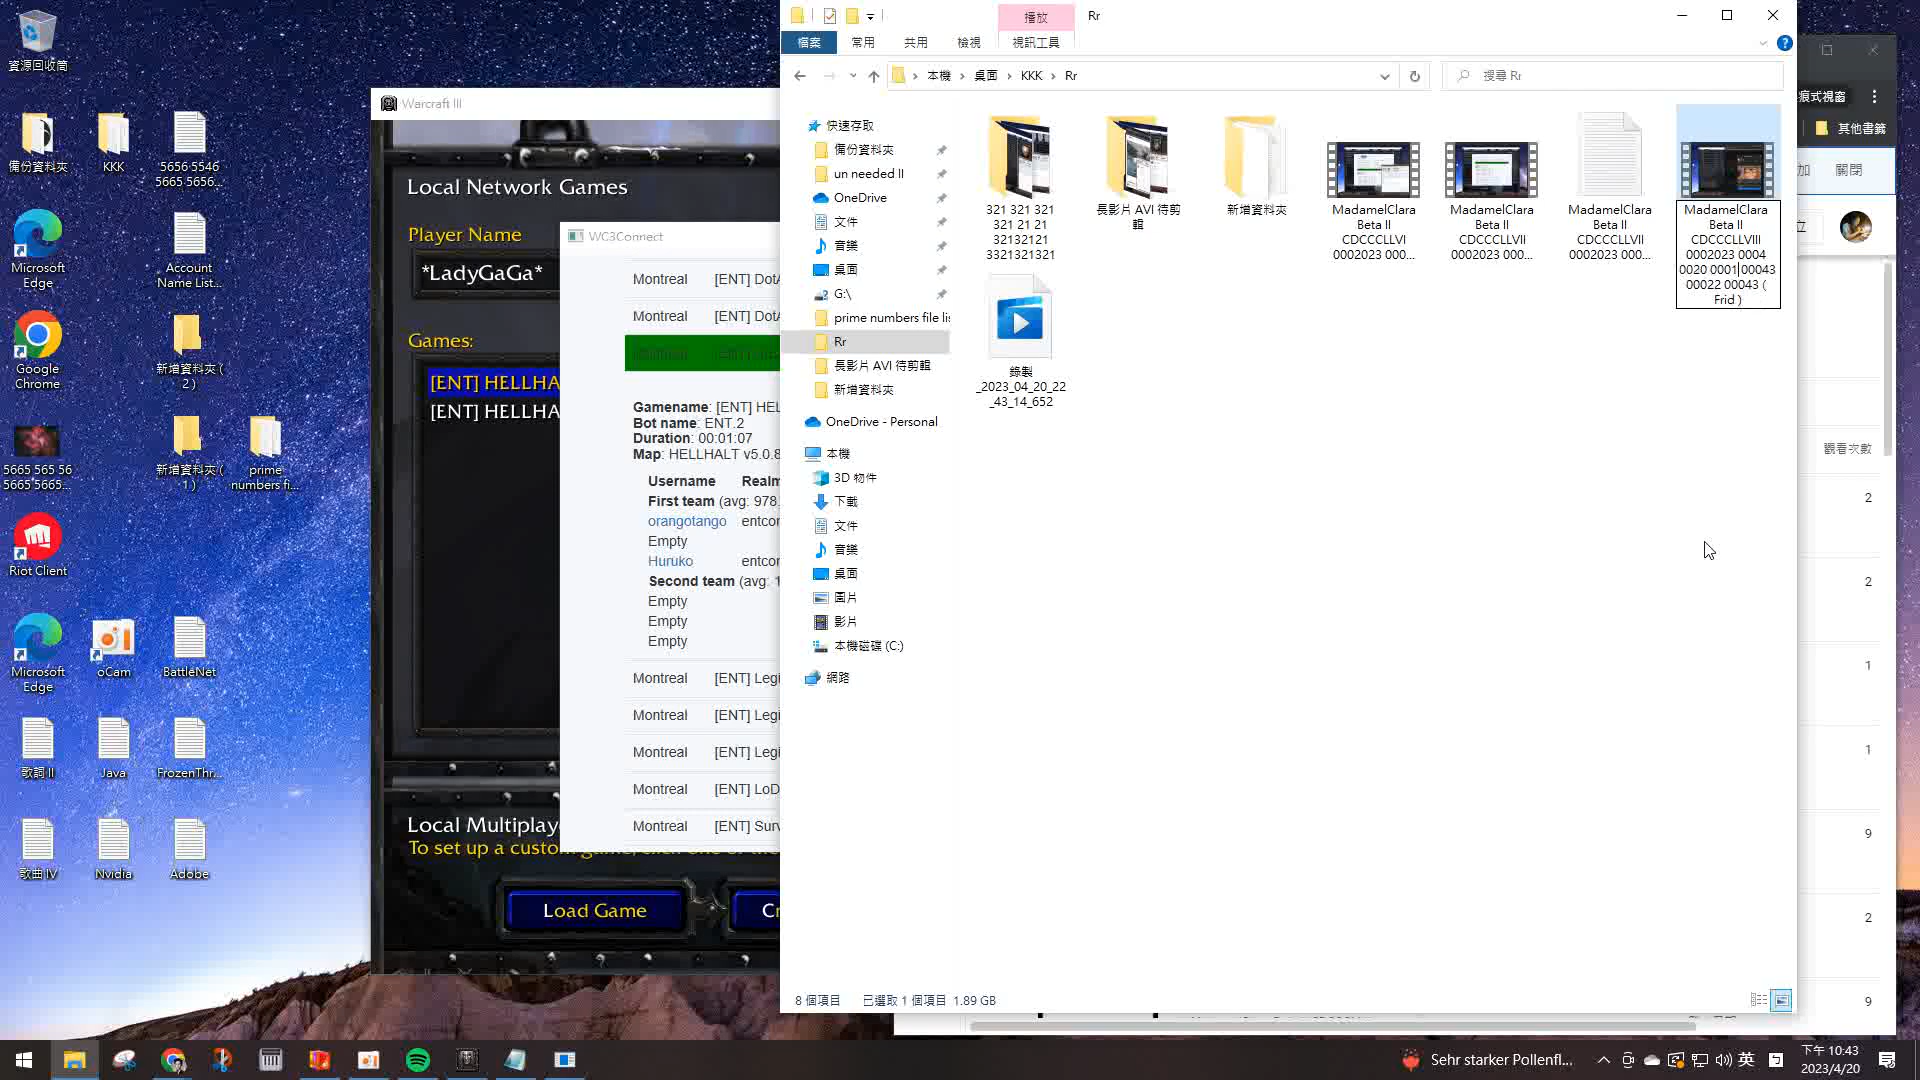 資源回收筒
備份資料夾
KKK
5656 5546
5665 5656...
Microsoft
Edge
Account
Name List...
Google
Chrome
新增資料夾 (
2 )
5665 565 56
5665 5665...
新增資料夾 (
1 )
prime
numbers fi...
Riot Client
Microsoft
Edge
oCam
BattleNet
歌詞 II
Java
FrozenThr...
歌曲 IV
Nvidia
Adobe
Warcraft III
Local Network Games
Player Name
*LadyGaGa*
Games:
[ENT] HELLHA
[ENT] HELLHA
Local Multiplay
Load Game
WC3Connect
Montreal [ENT] DotA
Montreal [ENT] DotA
Gamename: [ENT] HEL
Bot name: ENT.2
Duration: 00:01:07
Map: HELLHALT v5.0.8
Username Realm
First team (avg: 978
orangotango entcor
Empty
Huruko entcor
Second team (avg: 1
Empty
Empty
Empty
Montreal [ENT] Legi
Montreal [ENT] Legi
Montreal [ENT] Legi
Montreal [ENT] LoD
Montreal [ENT] Surv
播放
Rr
檔案
常用
共用
檢視
視訊工具
本機 › 桌面 › KKK › Rr
搜尋 Rr
快速存取
備份資料夾
un needed II
OneDrive
文件
音樂
桌面
G:\
prime numbers file lis
Rr
長影片 AVI 待剪輯
新增資料夾
OneDrive - Personal
本機
3D 物件
下載
文件
音樂
桌面
圖片
影片
本機磁碟 (C:)
網路
321 321 321
321 21 21
32132121
3321321321
長影片 AVI 待剪
輯
新增資料夾
MadamelClara
Beta II
CDCCCLLVI
0002023 000...
MadamelClara
Beta II
CDCCCLLVII
0002023 000...
MadamelClara
Beta II
CDCCCLLVII
0002023 000...
MadamelClara
Beta II
CDCCCLLVIII
0002023 0004
0020 0001 00043
00022 00043 (
Frid )
錄製
_2023_04_20_22
_43_14_652
8 個項目
已選取 1 個項目 1.89 GB
痕式視窗
其他書籤
加
關閉
立
觀看次數
2
2
1
1
9
2
9
Sehr starker Pollenfl...
英
下午 10:43
2023/4/20